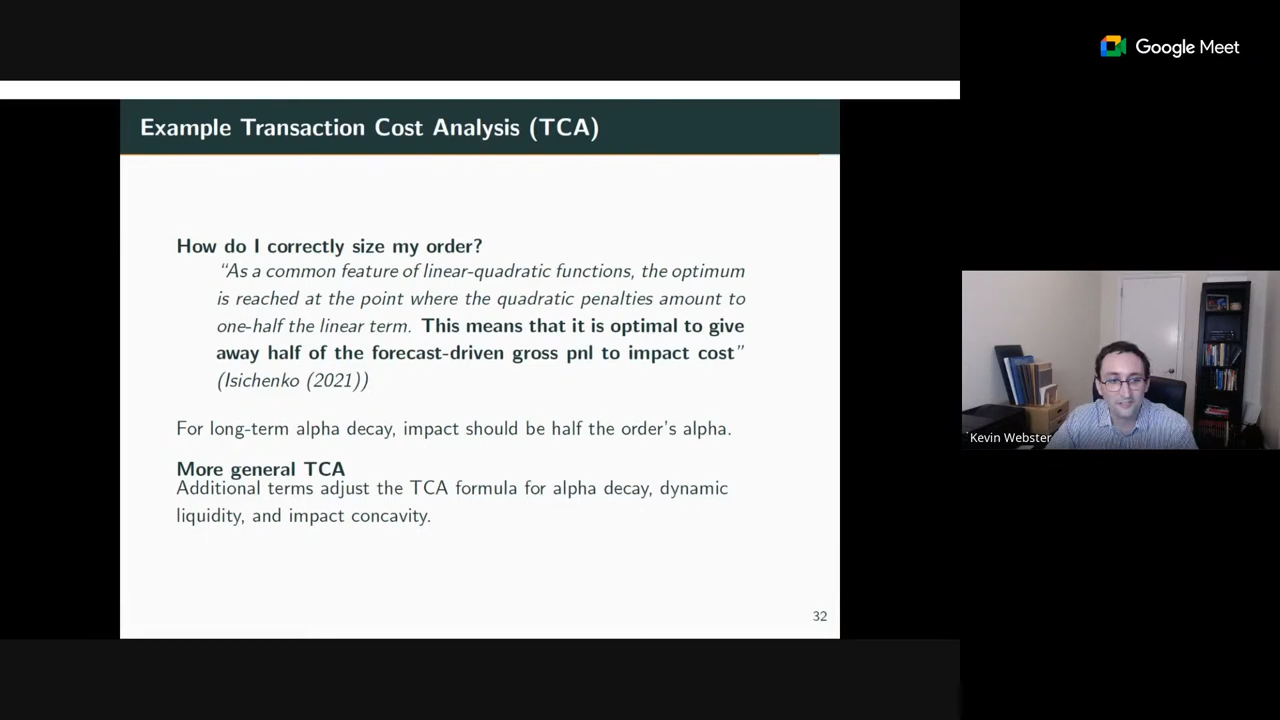 Google Meet
Example Transaction Cost Analysis (TCA)
How do I correctly size my order?
“As a common feature of linear-quadratic functions, the optimum
is reached at the point where the quadratic penalties amount to
one-half the linear term. This means that it is optimal to give
away half of the forecast-driven gross pnl to impact cost”
(Isichenko (2021))
For long-term alpha decay, impact should be half the order's alpha.
More general TCA
Additional terms adjust the TCA formula for alpha decay, dynamic
liquidity, and impact concavity.
32
Kevin Webster